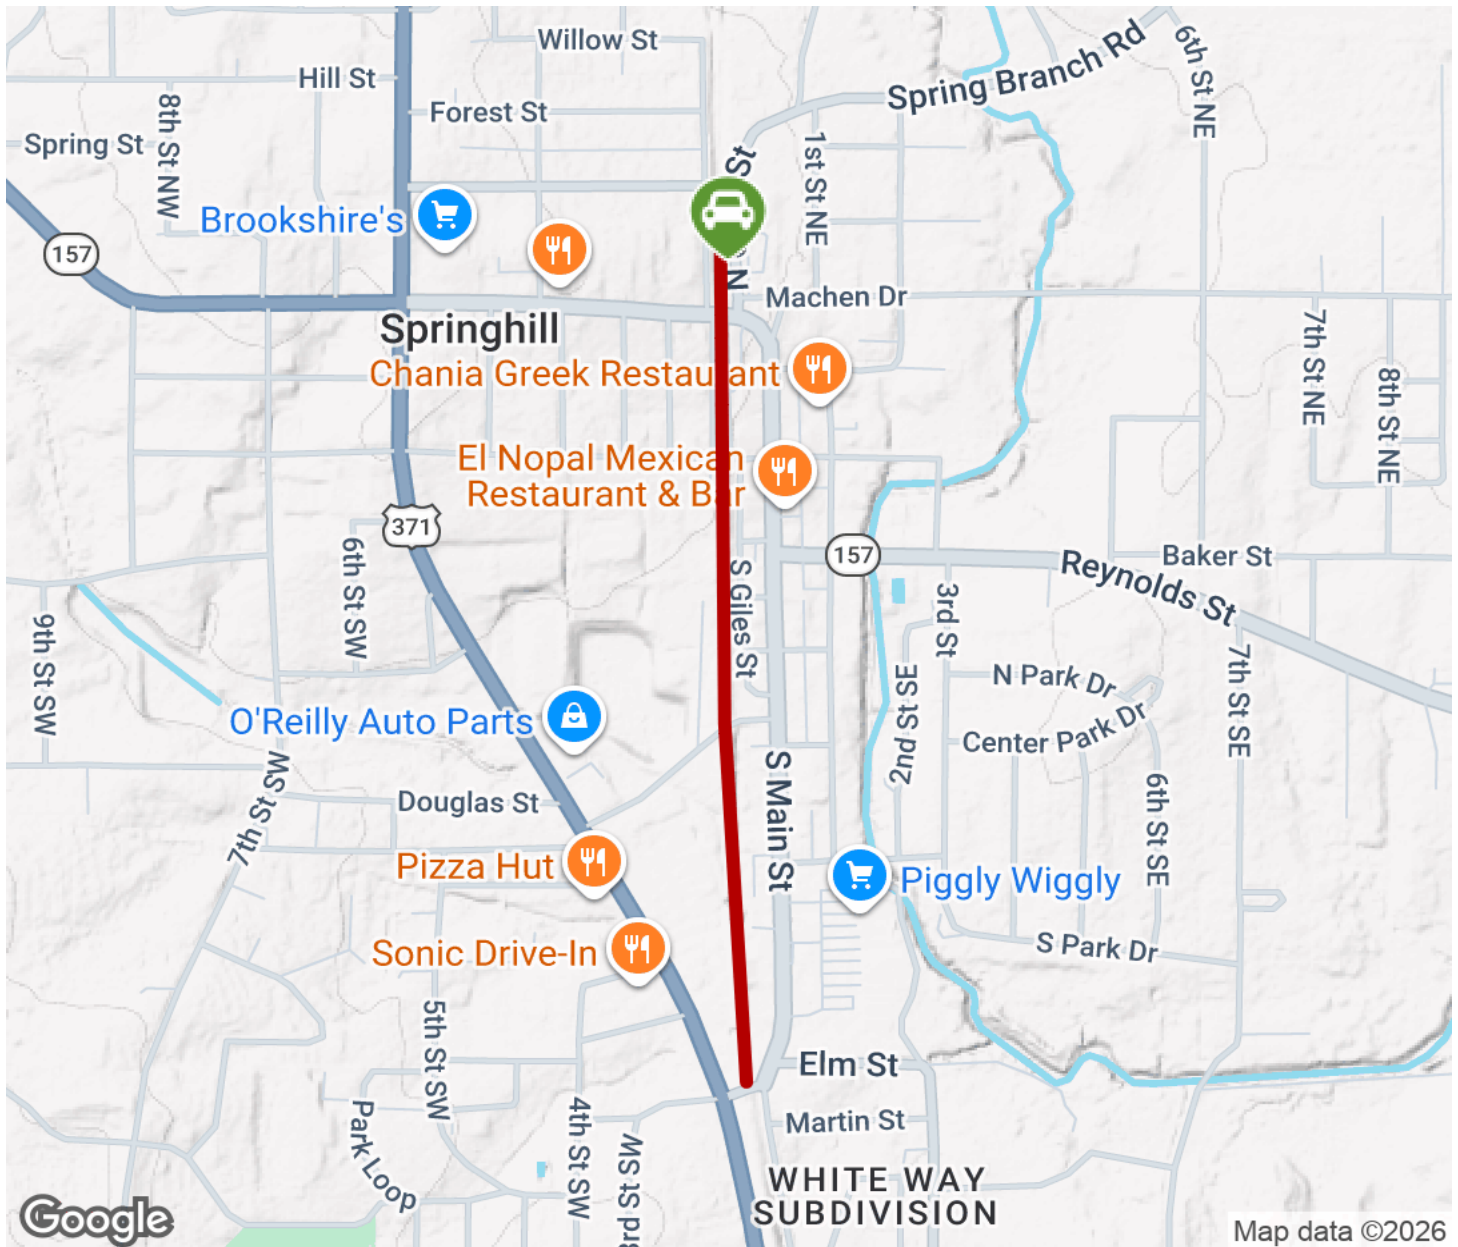 Willow St
Hill St
Forest St
Spring St
8th St NW
Spring Branch Rd
6th St NE
1st St NE
St
N
Brookshire's
157
Machen Dr
Springhill
Chania Greek Restaurant
7th St NE
8th St NE
El Nopal Mexican
Restaurant & Bar
371
6th St SW
157
Baker St
Reynolds St
S Giles St
3rd St
9th St SW
N Park Dr
2nd St SE
7th St SE
O'Reilly Auto Parts
Center Park Dr
7th St SW
S Main St
Douglas St
6th St SE
Pizza Hut
Piggly Wiggly
Sonic Drive-In
S Park Dr
5th St SW
Elm St
Park Loop
4th St SW
3rd St SW
Martin St
WHITE WAY
SUBDIVISION
Google
Map data ©2026